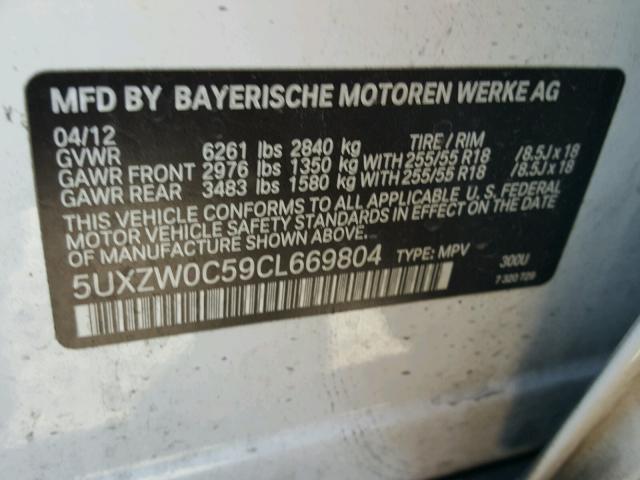 MFD BY BAYERISCHE MOTOREN WERKE AG
04/12 TIRE / RIM
GVWR 6261 lbs 2840 kg
GAWR FRONT 2976 lbs 1350 kg WITH 255/55 R18 /8.5J x 18
GAWR REAR 3483 lbs 1580 kg WITH 255/55 R18 /8.5J x 18
THIS VEHICLE CONFORMS TO ALL APPLICABLE U.S. FEDERAL
MOTOR VEHICLE SAFETY STANDARDS IN EFFECT ON THE DATE
OF MANUFACTURE SHOWN ABOVE.
5UXZW0C59CL669804 TYPE: MPV 300U
7 320 729